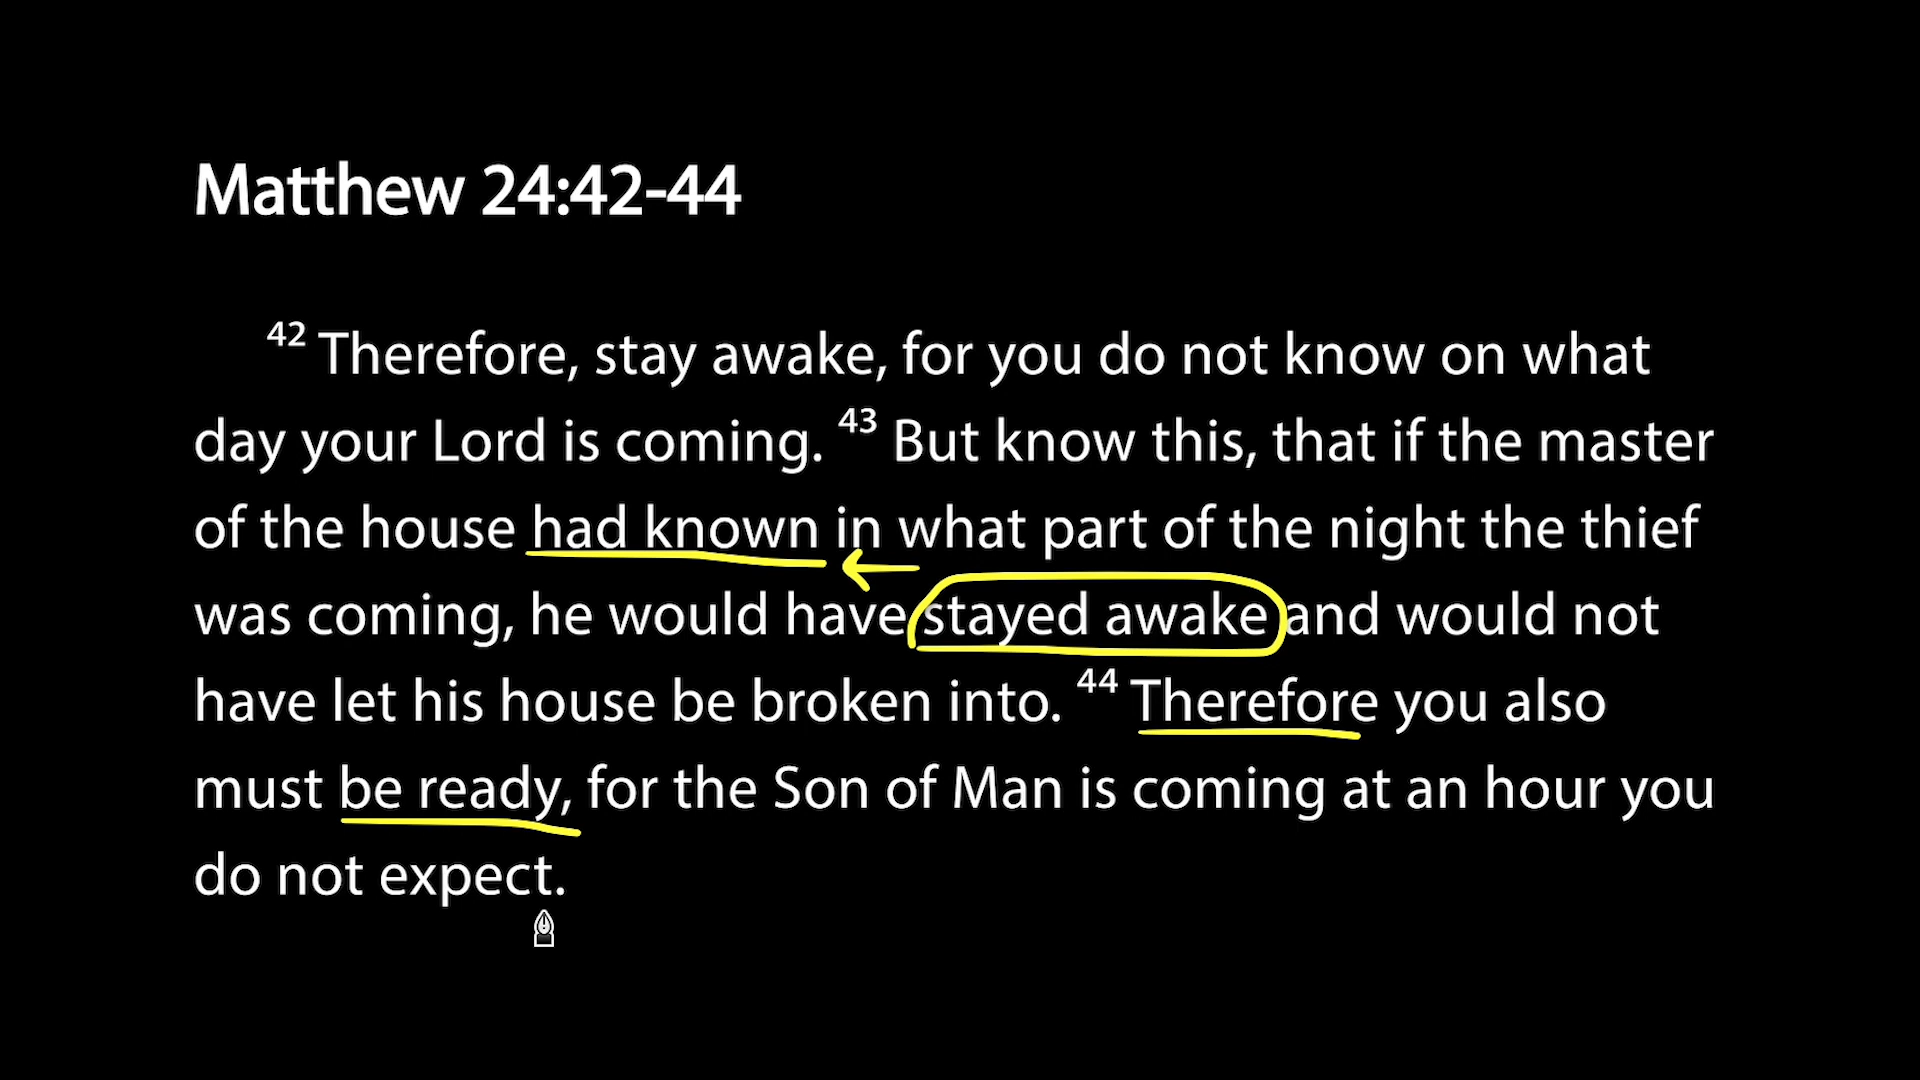 Matthew 24:42-44
42 Therefore, stay awake, for you do not know on what
day your Lord is coming. 43 But know this, that if the master
of the house had known in what part of the night the thief
was coming, he would have stayed awake and would not
have let his house be broken into. 44 Therefore you also
must be ready, for the Son of Man is coming at an hour you
do not expect.